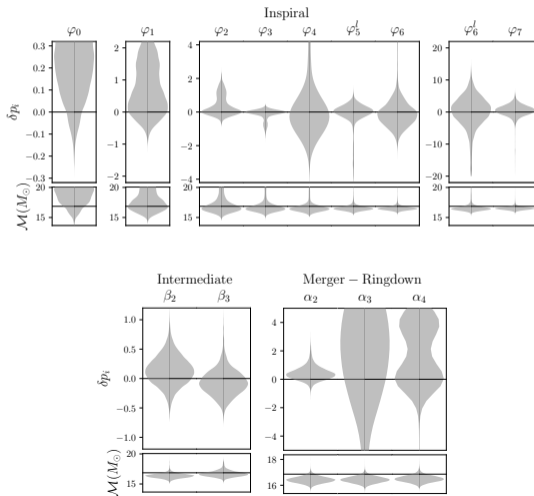 Inspiral
φ₀ φ₁ φ₂ φ₃ φ₄ φ₅ˡ φ₆ φ₆ˡ φ₇
δpᵢ
0.3 0.2 0.1 0.0 −0.1 −0.2 −0.3
2 1 0 −1 −2
4 2 0 −2 −4
20 10 0 −10 −20
ℳ(M⊙)
20 15
20 15
20 15
20 15
Intermediate Merger − Ringdown
β₂ β₃ α₂ α₃ α₄
δpᵢ
1.0 0.5 0.0 −0.5 −1.0
4 2 0 −2 −4
ℳ(M⊙)
20 15
18 16